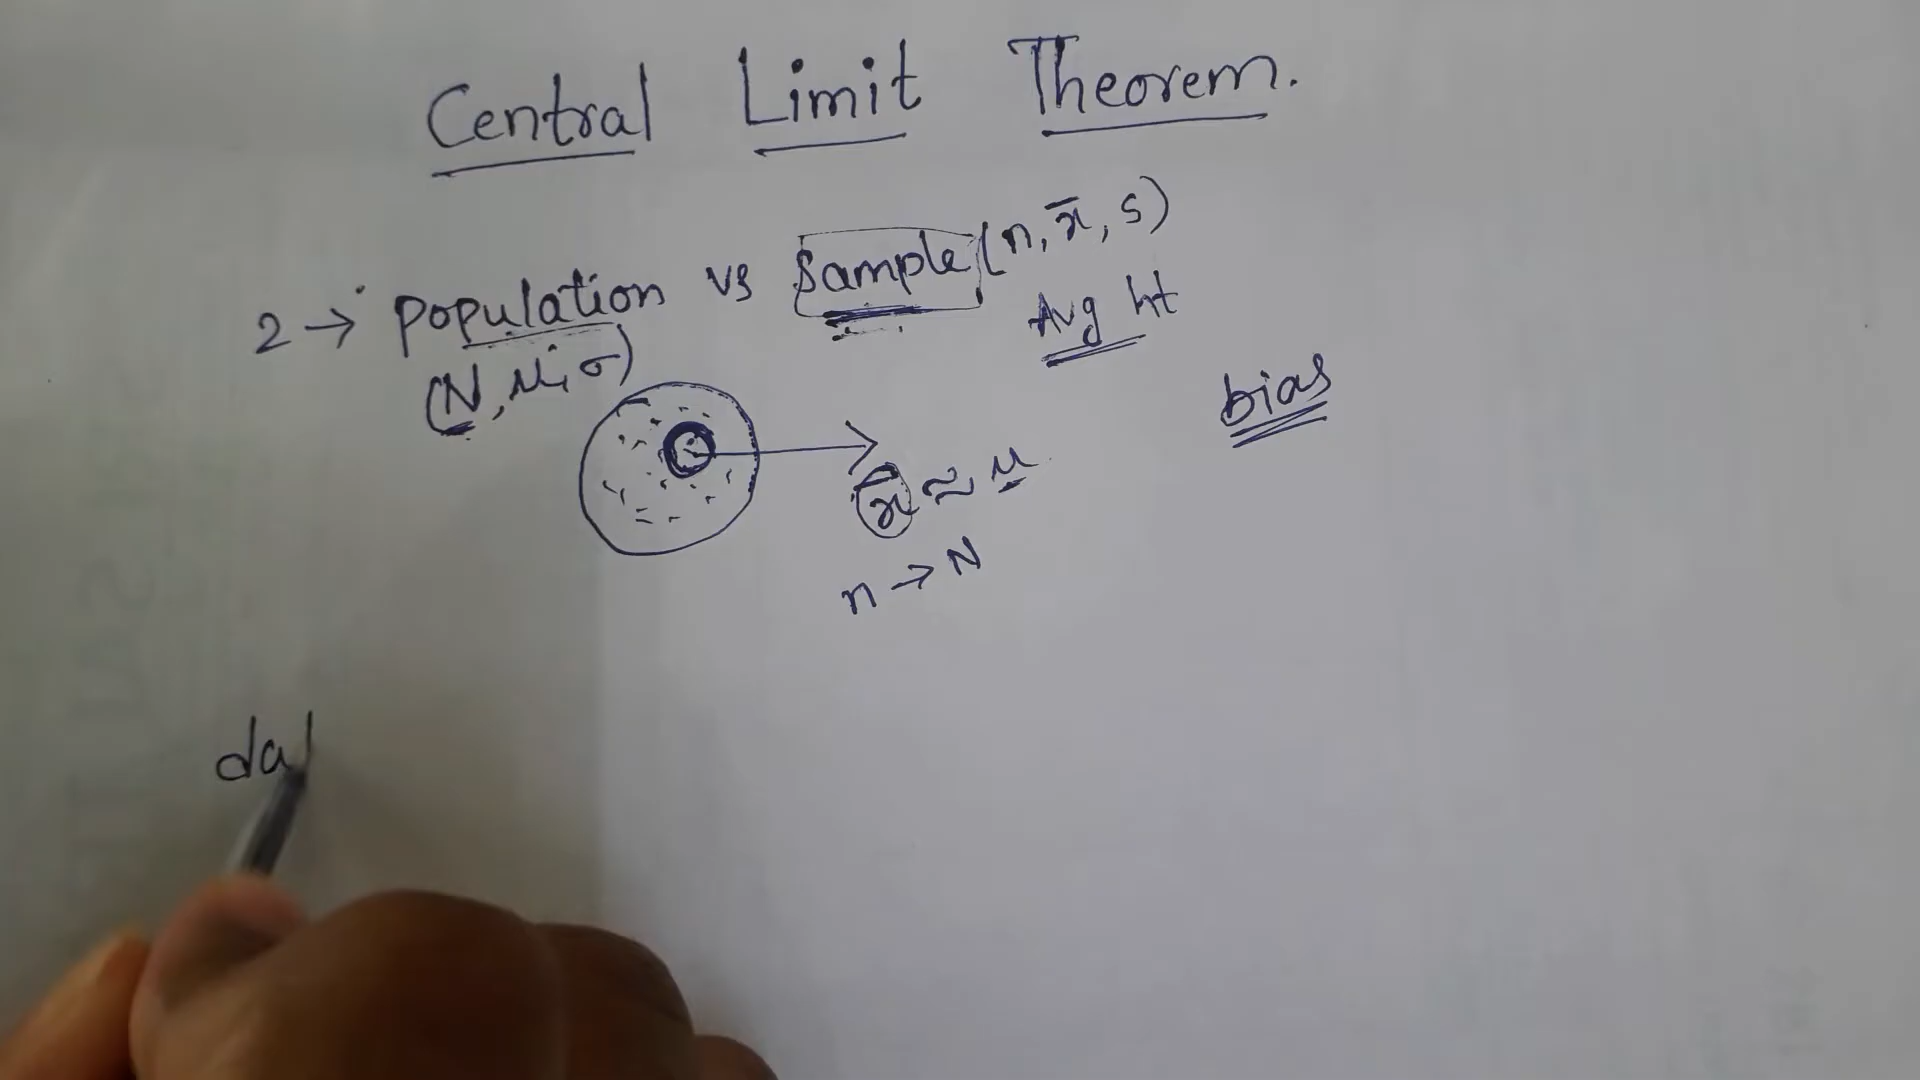 Central Limit Theorem.
2 → population vs Sample (n, x̄, s)
(N, μ, σ)
Avg ht
bias
x̄ ≈ μ
n → N
da